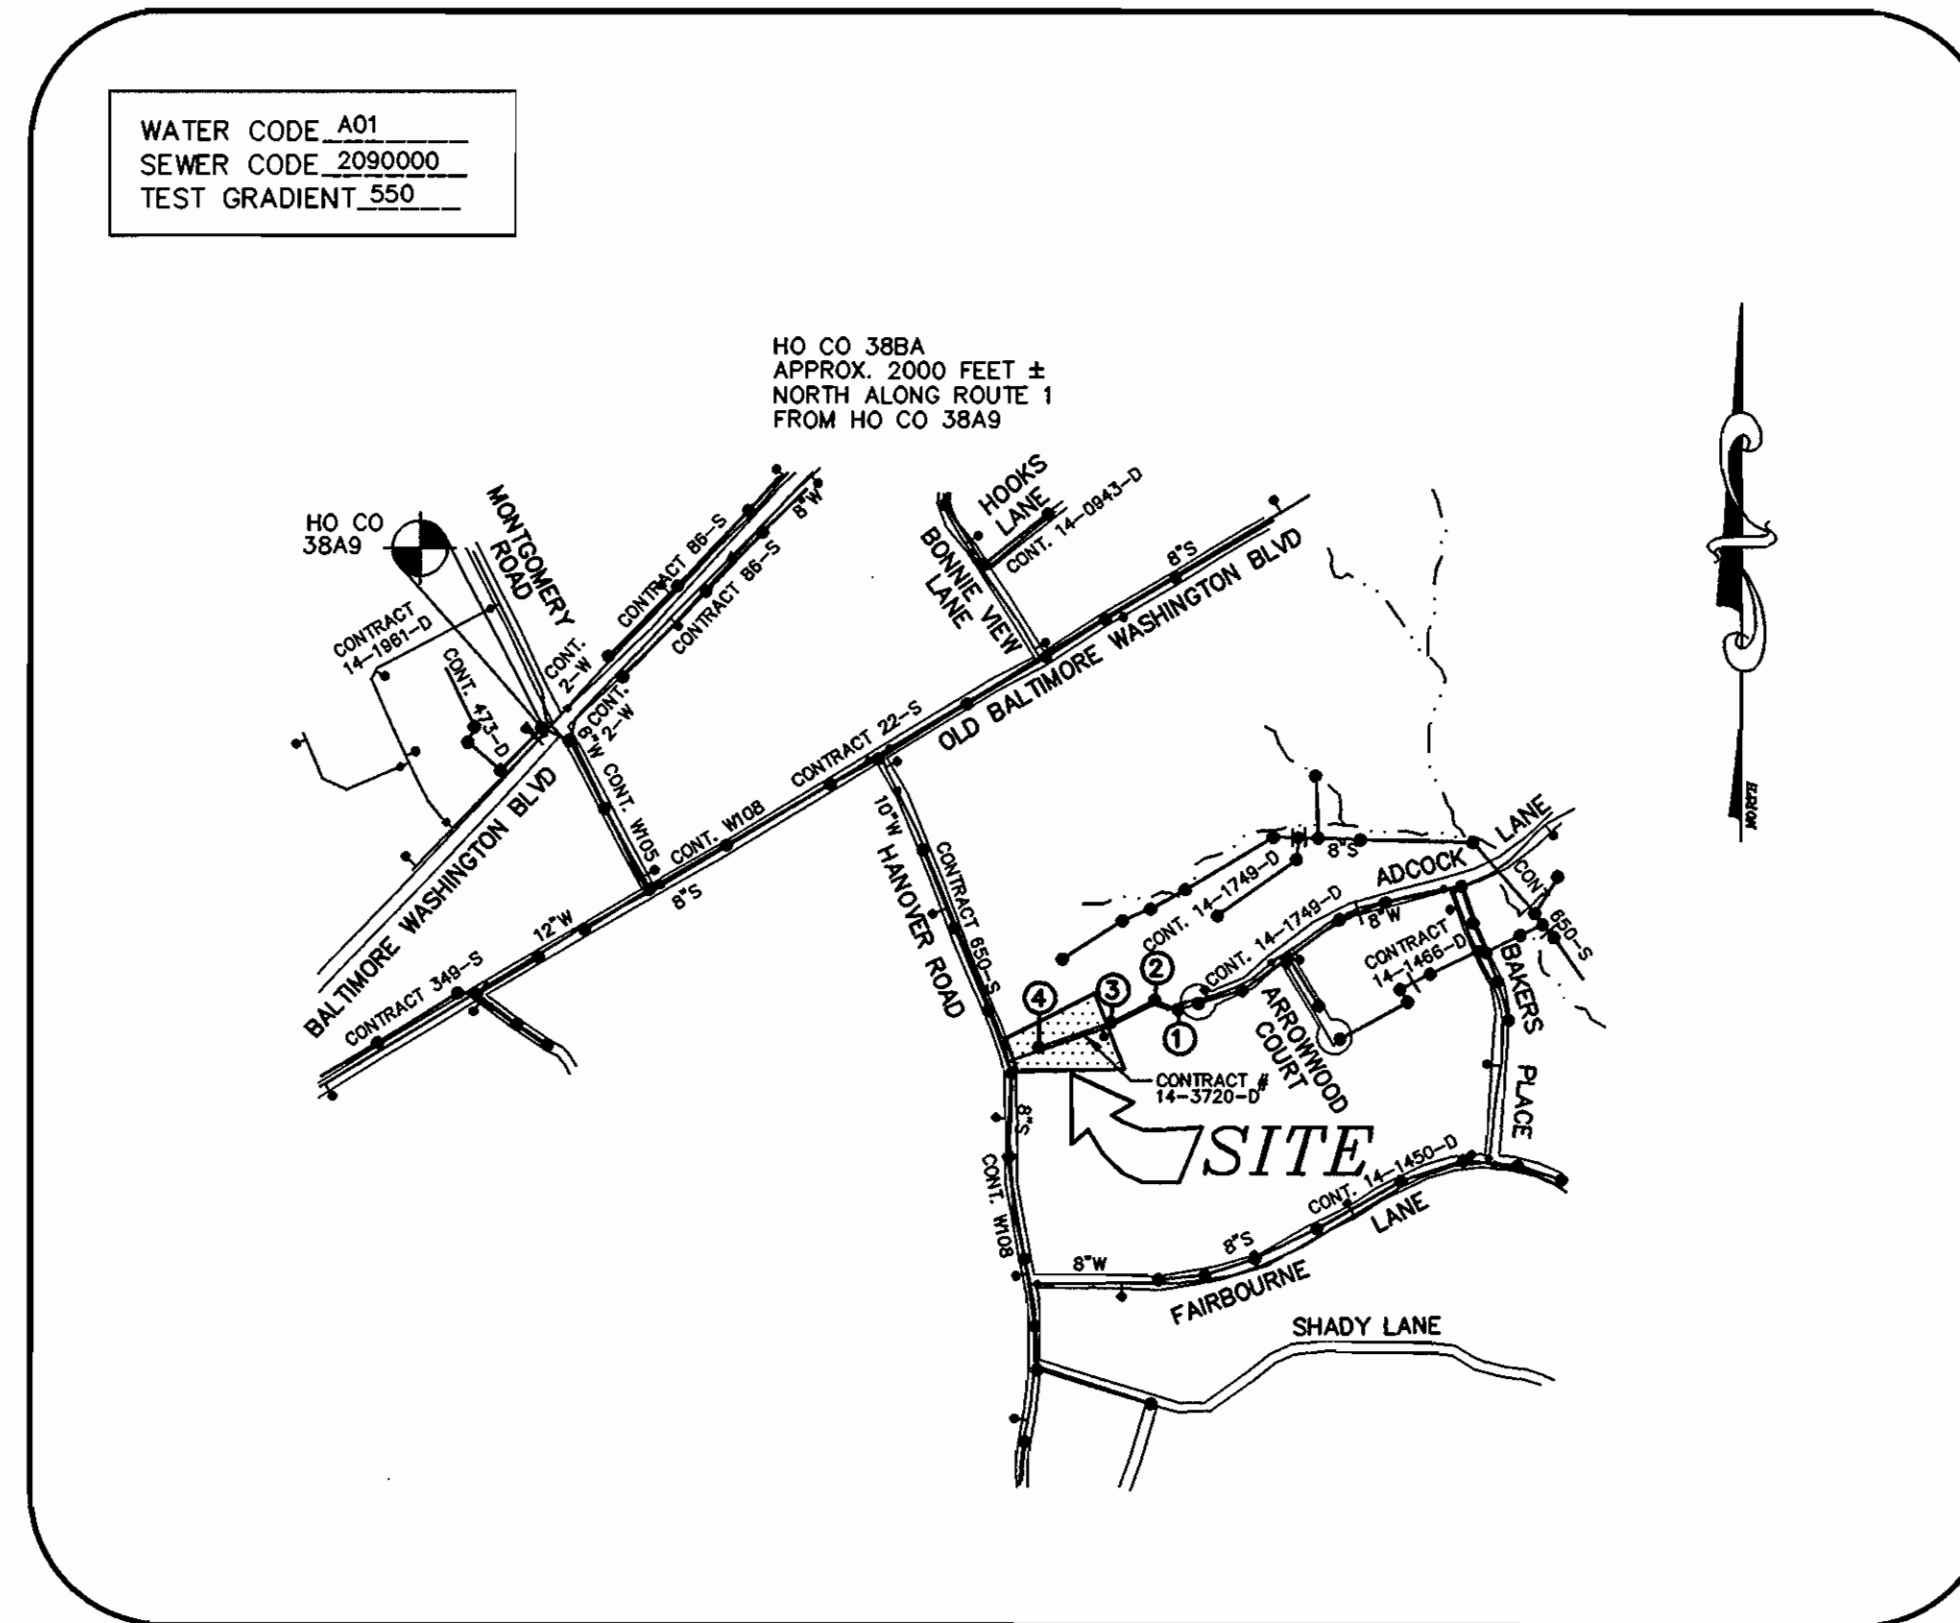 WATER CODE A01
SEWER CODE 2090000
TEST GRADIENT 550
HO CO 38BA
APPROX. 2000 FEET ±
NORTH ALONG ROUTE 1
FROM HO CO 38A9
HO CO
38A9
MONTGOMERY
ROAD
CONTRACT 86-S
CONTRACT 86-S
8"W
HOOKS
LANE
CONT. 14-0943-D
BONNIE VIEW
LANE
8"S
OLD BALTIMORE WASHINGTON BLVD
CONTRACT
14-1961-D
CONT. 473-D
CONT.
2-W
CONT.
2-W
8"W CONT. W105
BALTIMORE WASHINGTON BLVD
CONTRACT 22-S
CONT. W108
8"S
12"W
CONTRACT 349-S
10"W
HANOVER ROAD
CONTRACT 650-S
CONT. 14-1749-D
8"S
ADCOCK LANE
CONT. 14-1749-D
8"W
CONTRACT
14-1466-D
CONT. 650-S
BAKERS PLACE
ARROWWOOD
COURT
4
3
2
1
CONTRACT #
14-3720-D
SITE
8"S
CONT. W108
CONT. 14-1450-D
8"S
8"W
FAIRBOURNE LANE
SHADY LANE